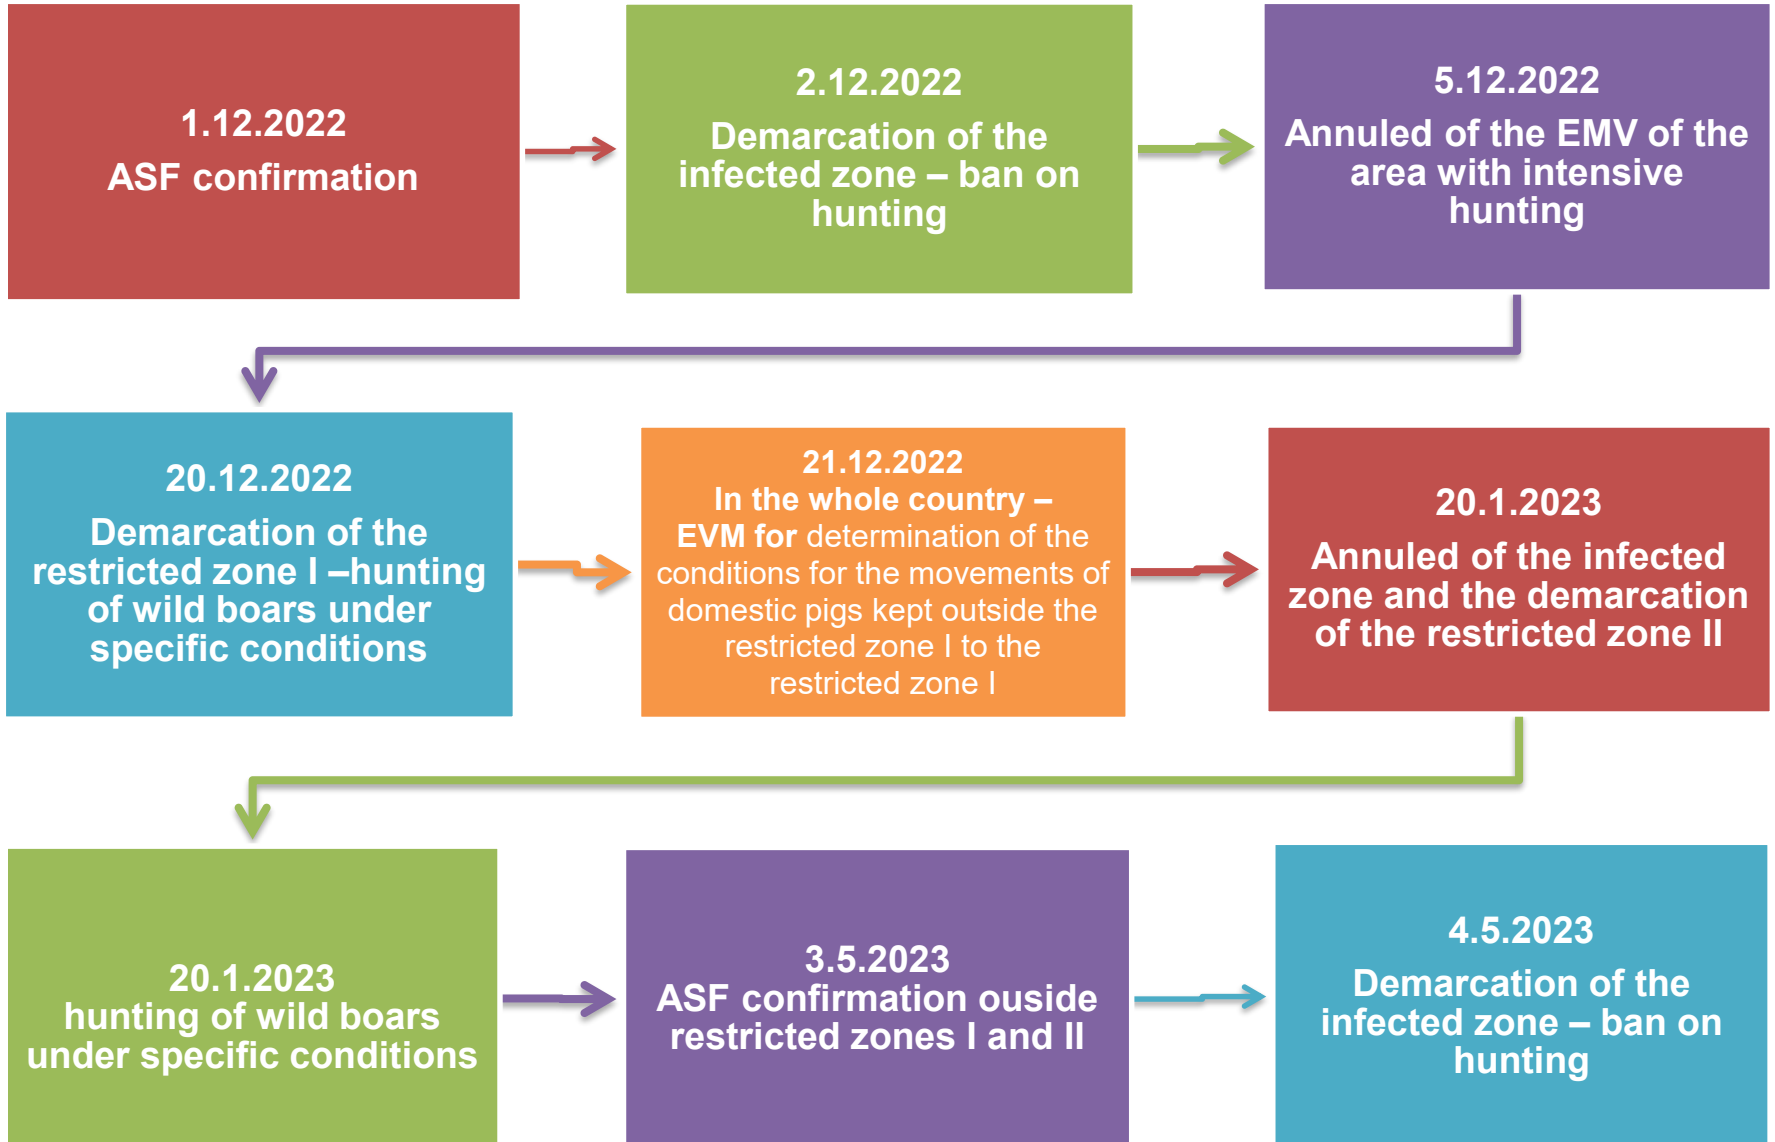 1.12.2022
ASF confirmation
2.12.2022
Demarcation of the
infected zone – ban on
hunting
5.12.2022
Annuled of the EMV of the
area with intensive
hunting
20.12.2022
Demarcation of the
restricted zone I –hunting
of wild boars under
specific conditions
21.12.2022
In the whole country –
EVM for determination of the
conditions for the movements of
domestic pigs kept outside the
restricted zone I to the
restricted zone I
20.1.2023
Annuled of the infected
zone and the demarcation
of the restricted zone II
20.1.2023
hunting of wild boars
under specific conditions
3.5.2023
ASF confirmation ouside
restricted zones I and II
4.5.2023
Demarcation of the
infected zone – ban on
hunting